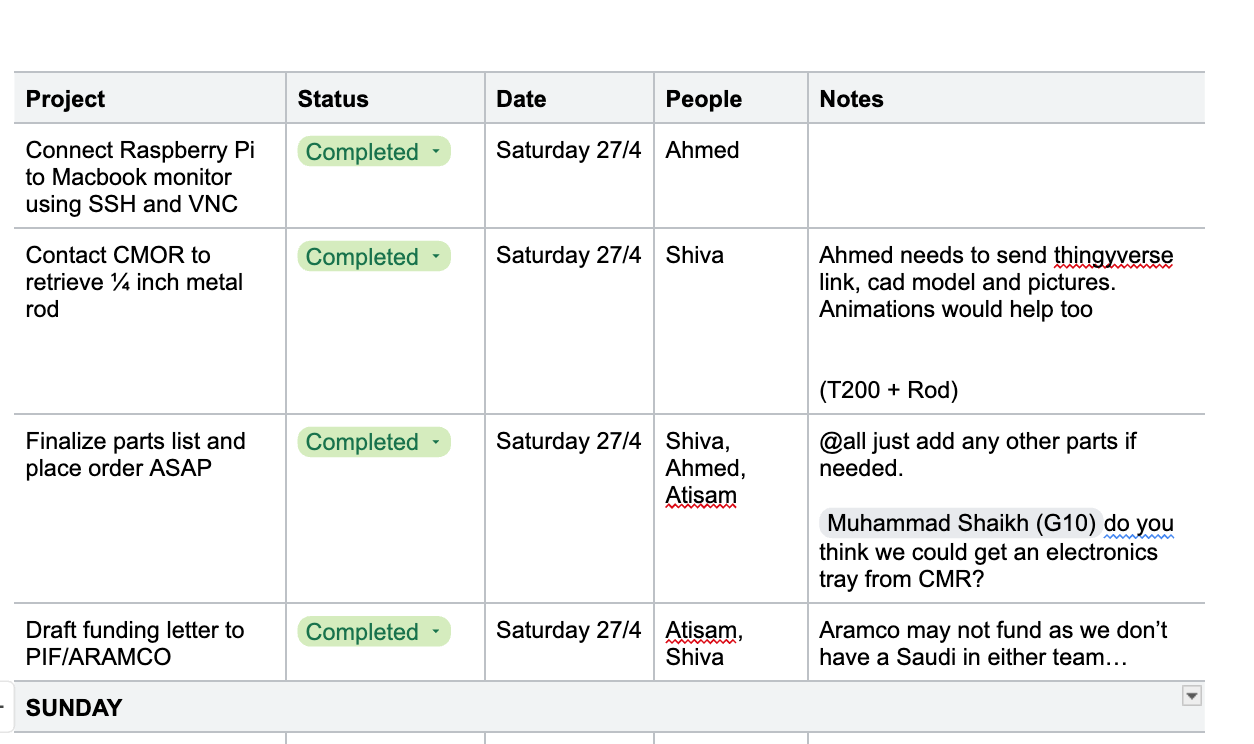 Project Status Date People Notes
Connect Raspberry Pi
to Macbook monitor
using SSH and VNC
Completed
Saturday 27/4
Ahmed
Contact CMOR to
retrieve ¼ inch metal
rod
Completed
Saturday 27/4
Shiva
Ahmed needs to send thingyverse
link, cad model and pictures.
Animations would help too
(T200 + Rod)
Finalize parts list and
place order ASAP
Completed
Saturday 27/4
Shiva,
Ahmed,
Atisam
@all just add any other parts if
needed.
Muhammad Shaikh (G10) do you
think we could get an electronics
tray from CMR?
Draft funding letter to
PIF/ARAMCO
Completed
Saturday 27/4
Atisam,
Shiva
Aramco may not fund as we don’t
have a Saudi in either team…
SUNDAY